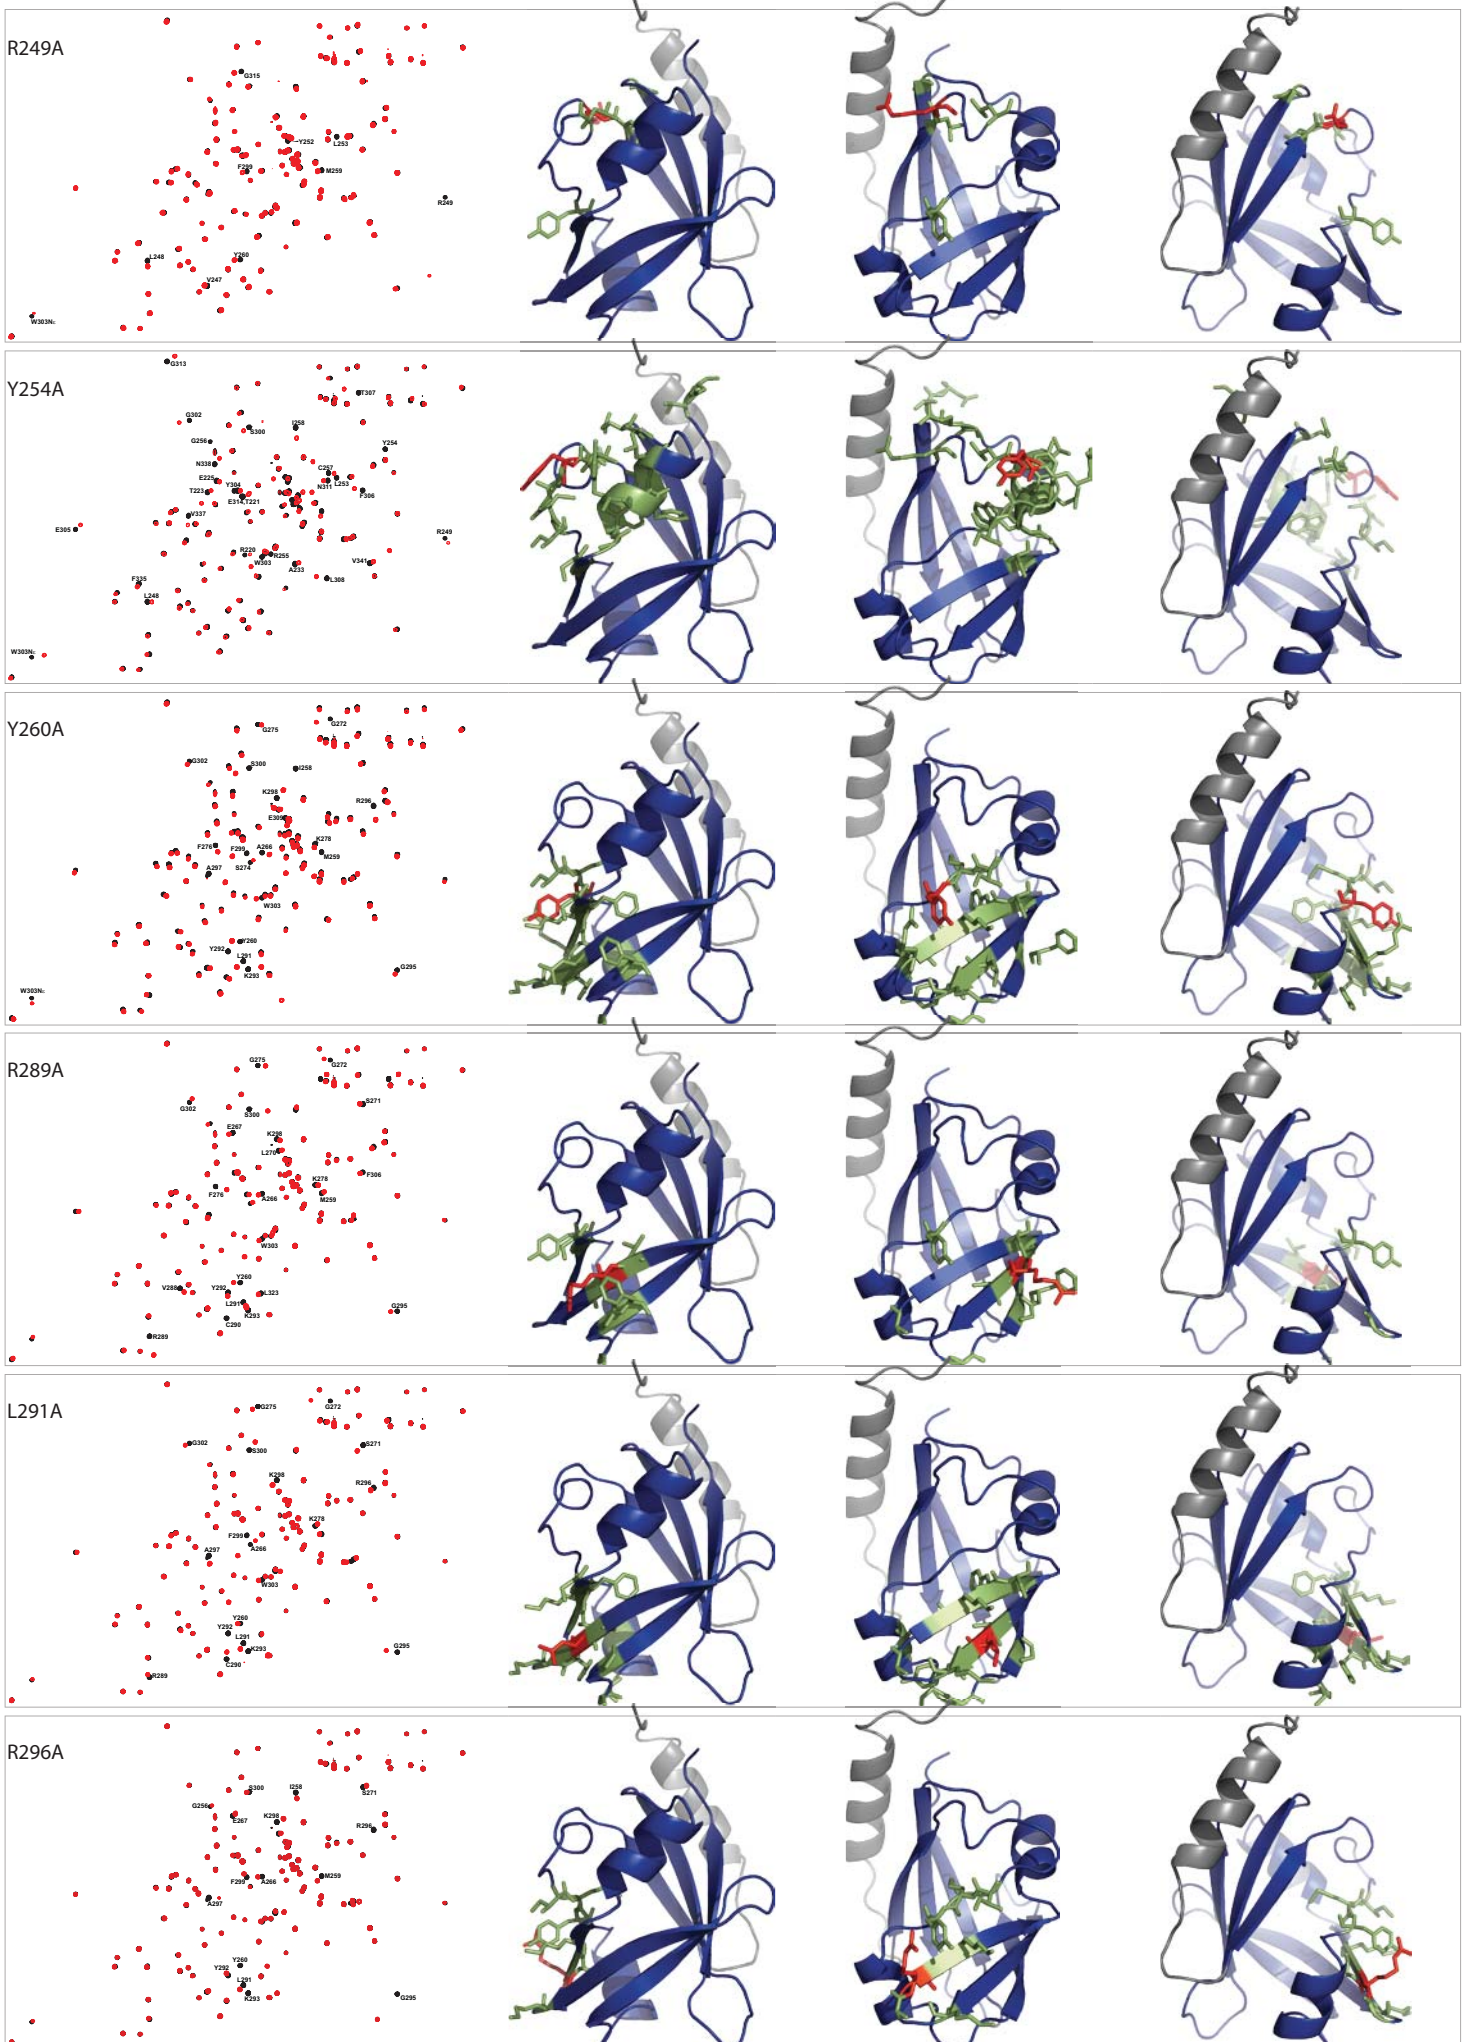 R249A
G315
Y252
L253
F299
M259
R249
L248
Y260
V247
W303Nε
Y254A
G313
T307
G302
S300
I258
G256
Y254
N338
C257
E225
L253
Y304
N311
T223
F306
E314,T221
V337
E305
R249
R220
R255
W303
V341
A233
F335
L308
L248
W303Nε
Y260A
G272
G275
G302
S300
I258
K298
R296
E309
K278
F276
F299
A266
M259
S274
A297
W303
Y260
Y292
L291
K293
G295
W303Nε
R289A
G275
G272
S271
G302
S300
E267
K298
L270
F306
K278
F276
A266
M259
W303
Y260
V288
Y292
L323
L291
G295
K293
C290
R289
L291A
G275
G272
G302
S271
S300
K298
R296
K278
F299
A266
A297
W303
Y260
Y292
L291
K293
G295
C290
R289
R296A
S300
I258
S271
G256
E267
K298
R296
F299
A266
M259
A297
Y260
Y292
L291
K293
G295